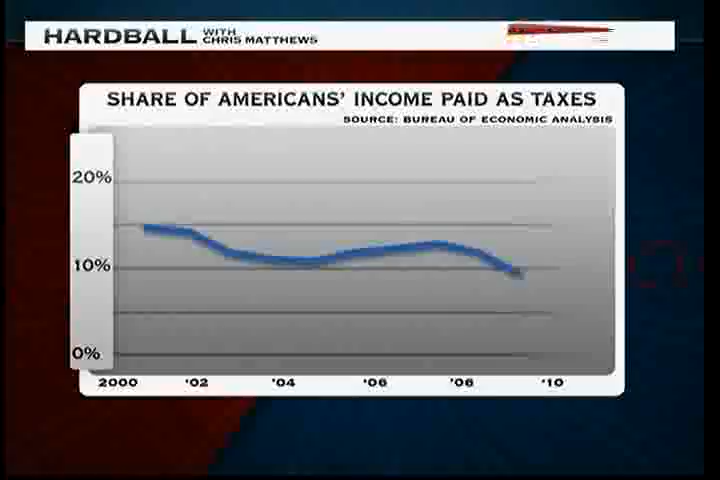 HARDBALL WITH CHRIS MATTHEWS
SHARE OF AMERICANS' INCOME PAID AS TAXES
SOURCE: BUREAU OF ECONOMIC ANALYSIS
20%
10%
0%
2000 '02 '04 '06 '06 '10